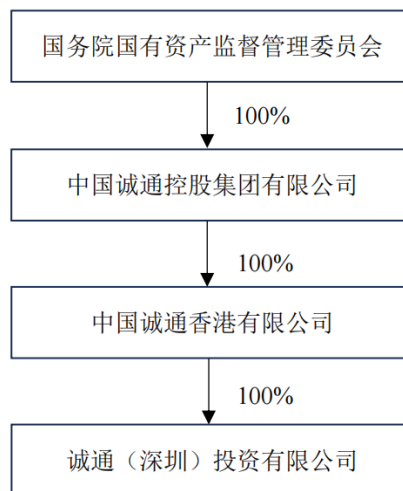 国务院国有资产监督管理委员会
100%
中国诚通控股集团有限公司
100%
中国诚通香港有限公司
100%
诚通（深圳）投资有限公司